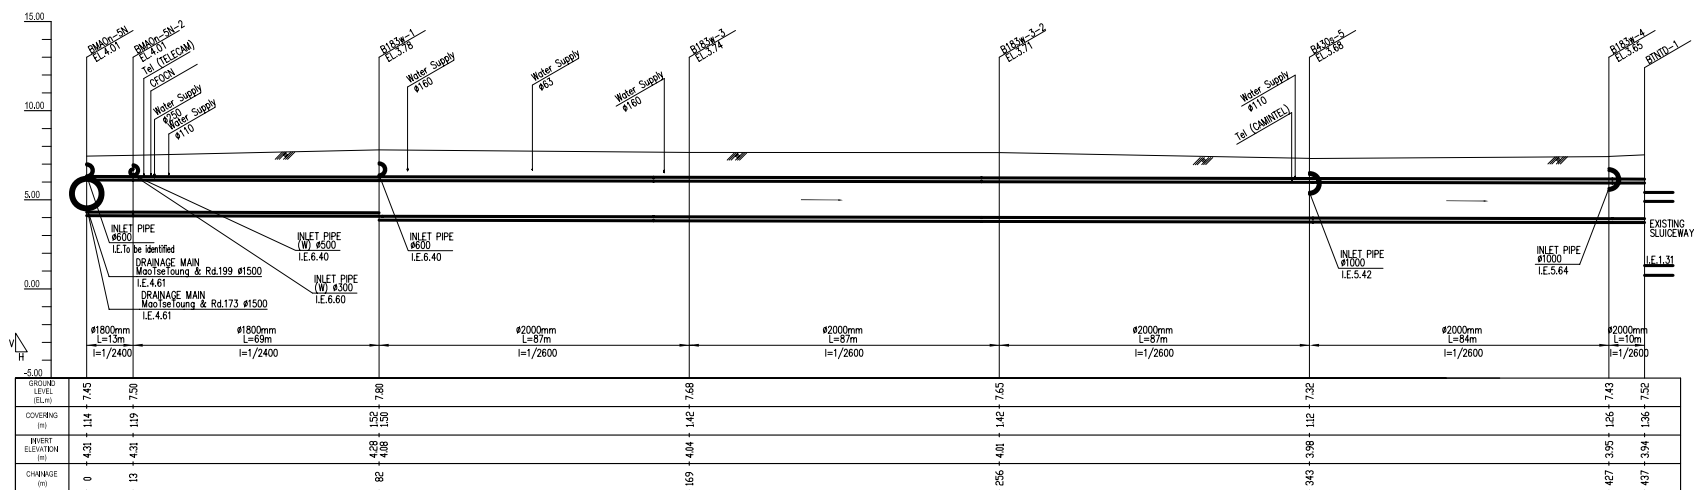 15.00
10.00
5.00
0.00
-5.00
V
H
BMAOn-5N
EL.4.01
BMAOn-5N-2
EL.4.01
Tel (TELECAM)
CFOCN
Water Supply
ø250
Water Supply
ø110
B183w-1
EL.3.78
Water Supply
ø160
Water Supply
ø63
Water Supply
ø160
B183w-3
EL.3.74
B183w-3-2
EL.3.71
Water Supply
ø110
Tel (CAMINTEL)
B430s-5
EL.3.68
B183w-4
EL.3.65
BTNTD-1
INLET PIPE
ø600
I.E.To be identified
DRAINAGE MAIN
MaoTseToung & Rd.199 ø1500
I.E.4.61
DRAINAGE MAIN
MaoTseToung & Rd.173 ø1500
I.E.4.61
INLET PIPE
(W) ø500
I.E.6.40
INLET PIPE
(W) ø300
I.E.6.60
INLET PIPE
ø600
I.E.6.40
INLET PIPE
ø1000
I.E.5.42
INLET PIPE
ø1000
I.E.5.64
EXISTING
SLUICEWAY
I.E.1.31
ø1800mm
L=13m
I=1/2400
ø1800mm
L=69m
I=1/2400
ø2000mm
L=87m
I=1/2600
ø2000mm
L=87m
I=1/2600
ø2000mm
L=87m
I=1/2600
ø2000mm
L=84m
I=1/2600
ø2000mm
L=10m
I=1/2600
GROUND
LEVEL
(EL.m)
7.45 7.50 7.80 7.68 7.65 7.32 7.43 7.52
COVERING
(m)
1.14 1.19 1.52 1.50 1.42 1.42 1.12 1.26 1.36
INVERT
ELEVATION
(m)
4.31 4.31 4.28 4.08 4.04 4.01 3.98 3.95 3.94
CHAINAGE
(m)
0 13 82 169 256 343 427 437